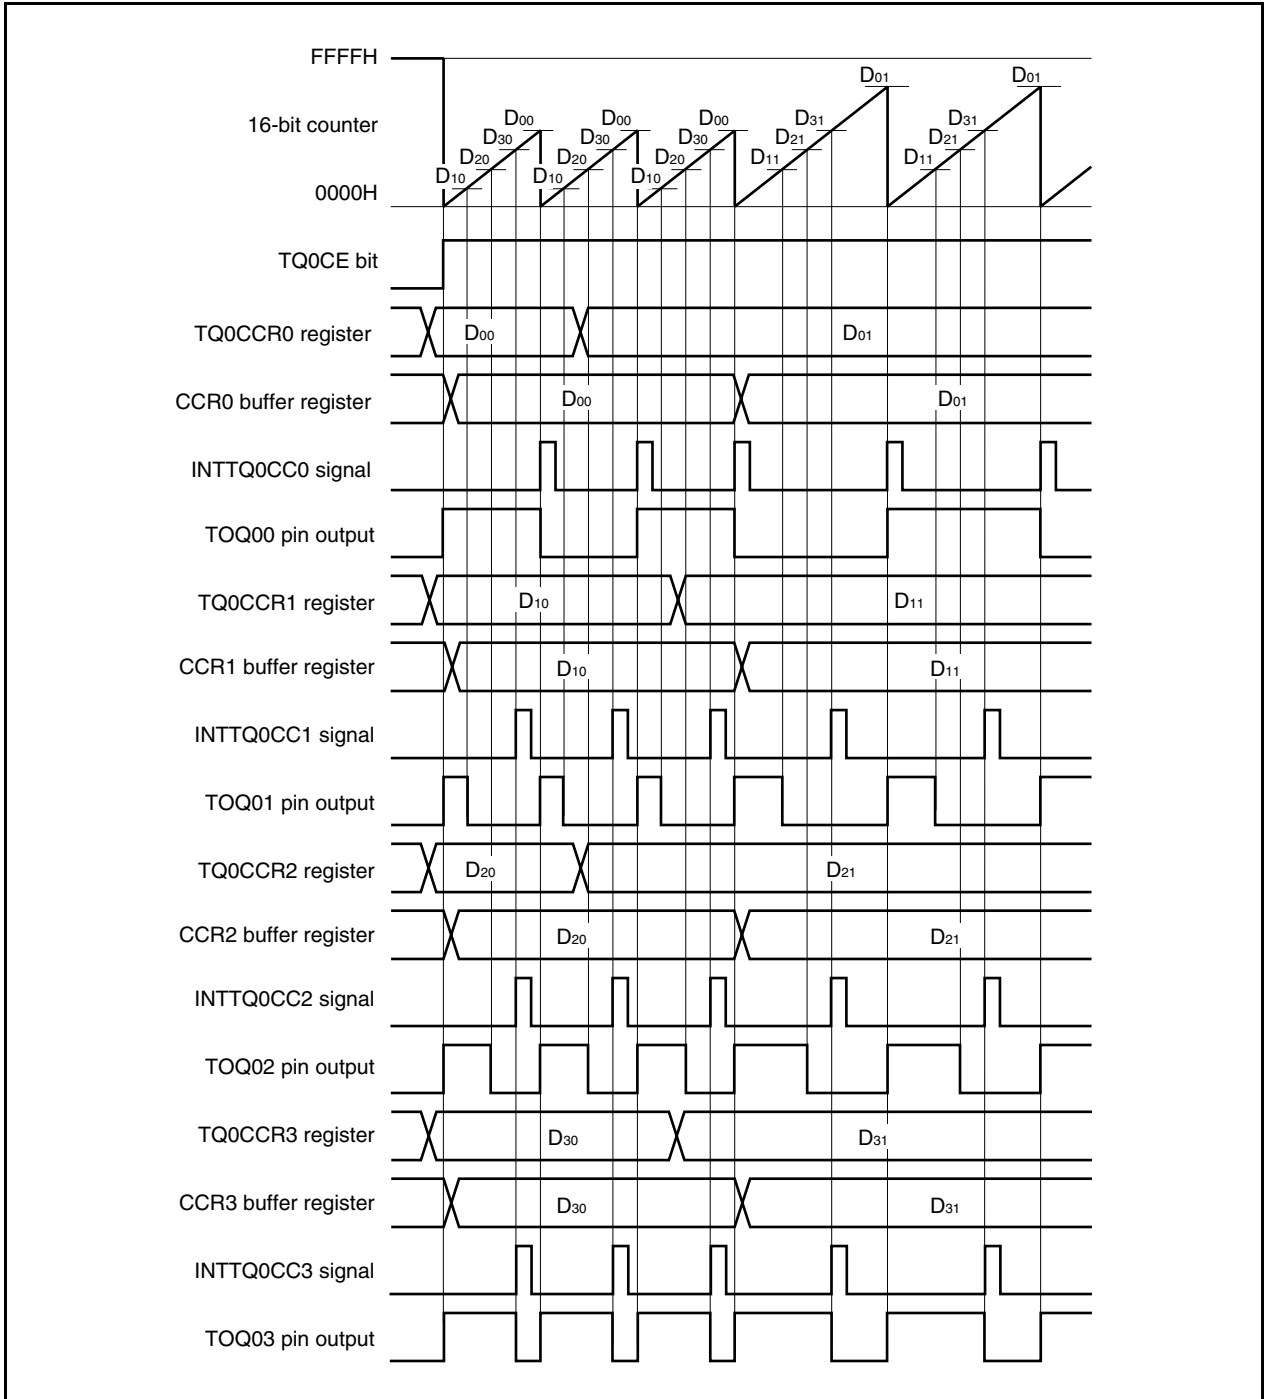 FFFFH
D01 D01
16-bit counter
D00 D00 D00 D31 D31
D30 D30 D30 D21 D21
D20 D20 D20 D11 D11
D10 D10 D10
0000H
TQ0CE bit
TQ0CCR0 register D00 D01
CCR0 buffer register D00 D01
INTTQ0CC0 signal
TOQ00 pin output
TQ0CCR1 register D10 D11
CCR1 buffer register D10 D11
INTTQ0CC1 signal
TOQ01 pin output
TQ0CCR2 register D20 D21
CCR2 buffer register D20 D21
INTTQ0CC2 signal
TOQ02 pin output
TQ0CCR3 register D30 D31
CCR3 buffer register D30 D31
INTTQ0CC3 signal
TOQ03 pin output